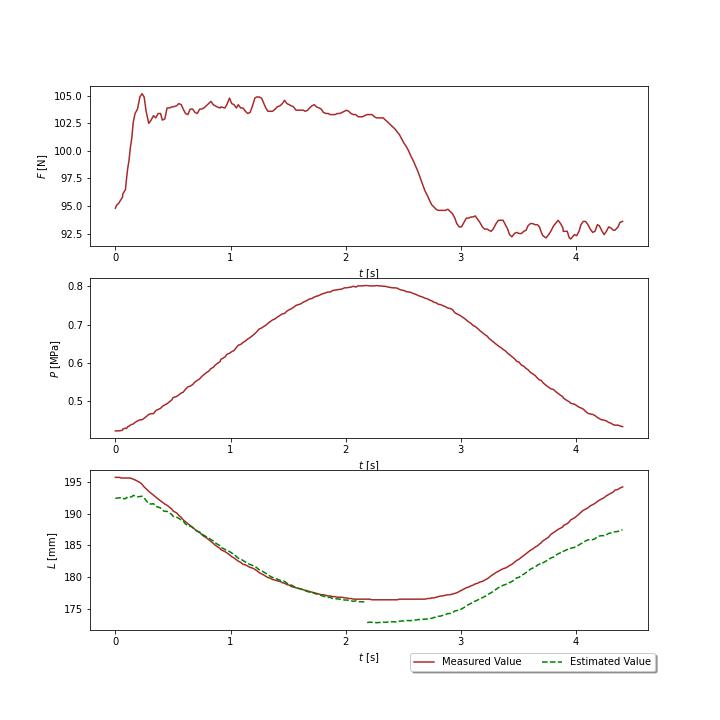 F [N]
105.0
102.5
100.0
97.5
95.0
92.5
0 1 2 3 4
t [s]
P [MPa]
0.8
0.7
0.6
0.5
0 1 2 3 4
t [s]
L [mm]
195
190
185
180
175
0 1 2 3 4
t [s]
Measured Value Estimated Value